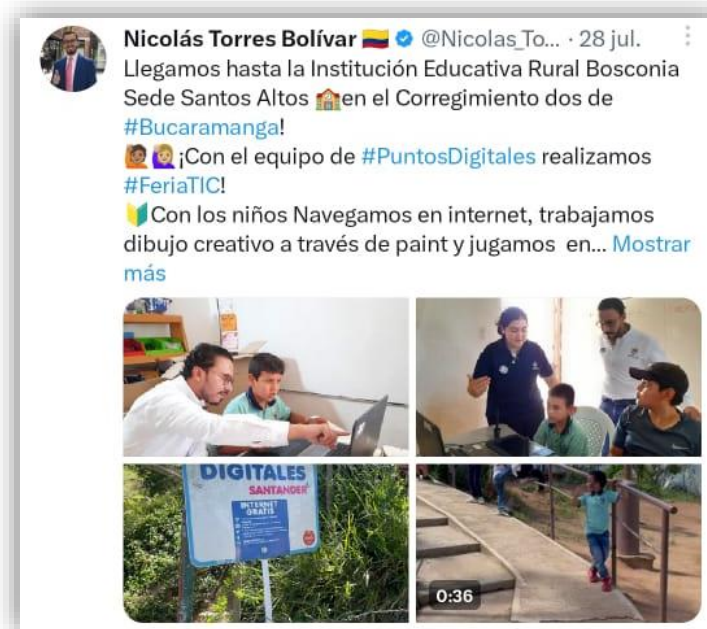 Nicolás Torres Bolívar 🇨🇴 @Nicolas_To... · 28 jul.
Llegamos hasta la Institución Educativa Rural Bosconia
Sede Santos Altos 🏫en el Corregimiento dos de
#Bucaramanga!
🙋🏽🙋🏼‍♀️¡Con el equipo de #PuntosDigitales realizamos
#FeriaTIC!
🔰Con los niños Navegamos en internet, trabajamos
dibujo creativo a través de paint y jugamos en... Mostrar
más
DIGITALES
SANTANDER
INTERNET
GRATIS
0:36